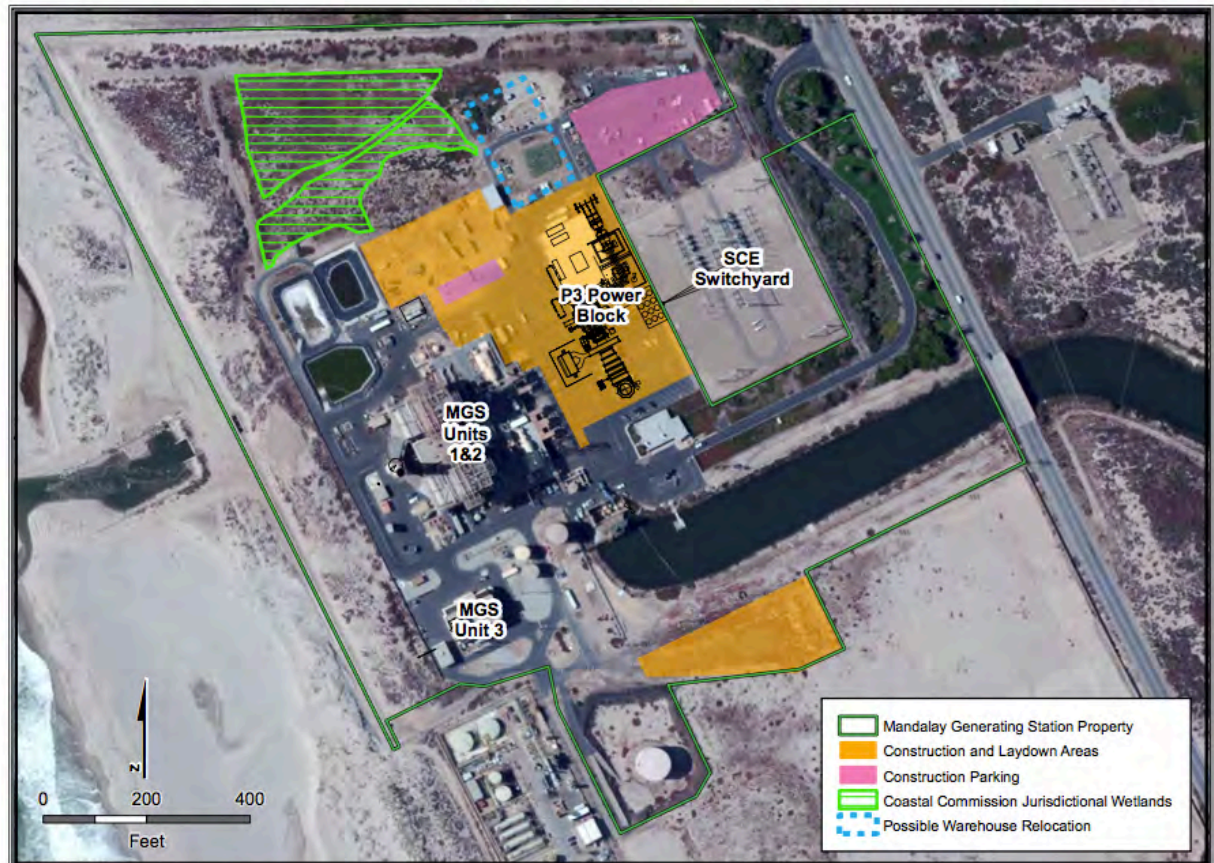 SCE
Switchyard
P3 Power
Block
MGS
Units
1&2
MGS
Unit 3
N
0 200 400
Feet
Mandalay Generating Station Property
Construction and Laydown Areas
Construction Parking
Coastal Commission Jurisdictional Wetlands
Possible Warehouse Relocation